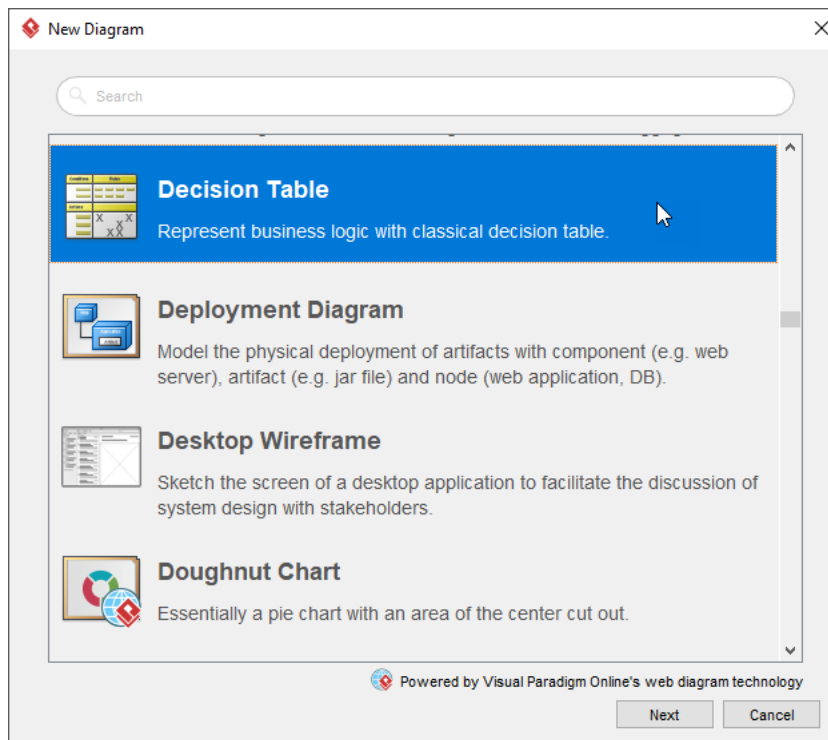 New Diagram
Search
Decision Table
Represent business logic with classical decision table.
Deployment Diagram
Model the physical deployment of artifacts with component (e.g. web
server), artifact (e.g. jar file) and node (web application, DB).
Desktop Wireframe
Sketch the screen of a desktop application to facilitate the discussion of
system design with stakeholders.
Doughnut Chart
Essentially a pie chart with an area of the center cut out.
Powered by Visual Paradigm Online's web diagram technology
Next
Cancel